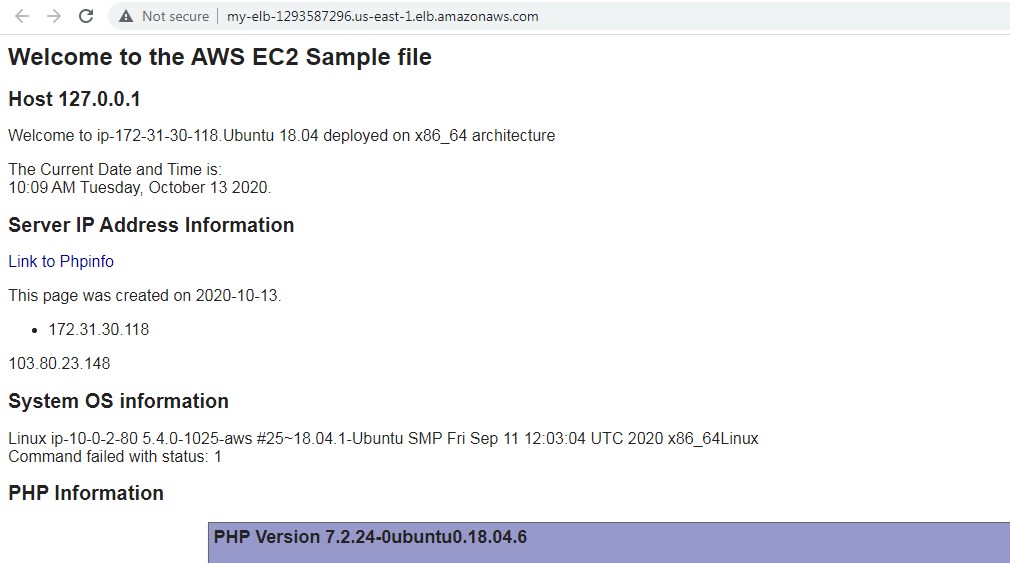 Not secure | my-elb-1293587296.us-east-1.elb.amazonaws.com
Welcome to the AWS EC2 Sample file
Host 127.0.0.1
Welcome to ip-172-31-30-118.Ubuntu 18.04 deployed on x86_64 architecture
The Current Date and Time is:
10:09 AM Tuesday, October 13 2020.
Server IP Address Information
Link to Phpinfo
This page was created on 2020-10-13.
• 172.31.30.118
103.80.23.148
System OS information
Linux ip-10-0-2-80 5.4.0-1025-aws #25~18.04.1-Ubuntu SMP Fri Sep 11 12:03:04 UTC 2020 x86_64Linux
Command failed with status: 1
PHP Information
PHP Version 7.2.24-0ubuntu0.18.04.6